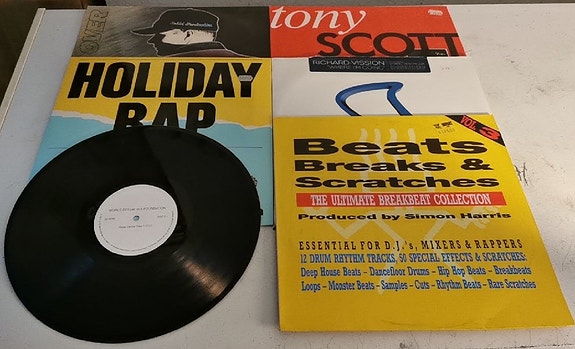 OVER
tony
SCOTT
HOLIDAY
RAP
RICHARD VISSION
VOL 3
Beats
Breaks &
Scratches
THE ULTIMATE BREAKBEAT COLLECTION
Produced by Simon Harris
ESSENTIAL FOR D.J.'s, MIXERS & RAPPERS
12 DRUM RHYTHM TRACKS, 50 SPECIAL EFFECTS & SCRATCHES:
Deep House Beats - Dancefloor Drums - Hip Hop Beats - Breakbeats
Loops - Monster Beats - Samples - Cuts - Rhythm Beats - Rare Scratches